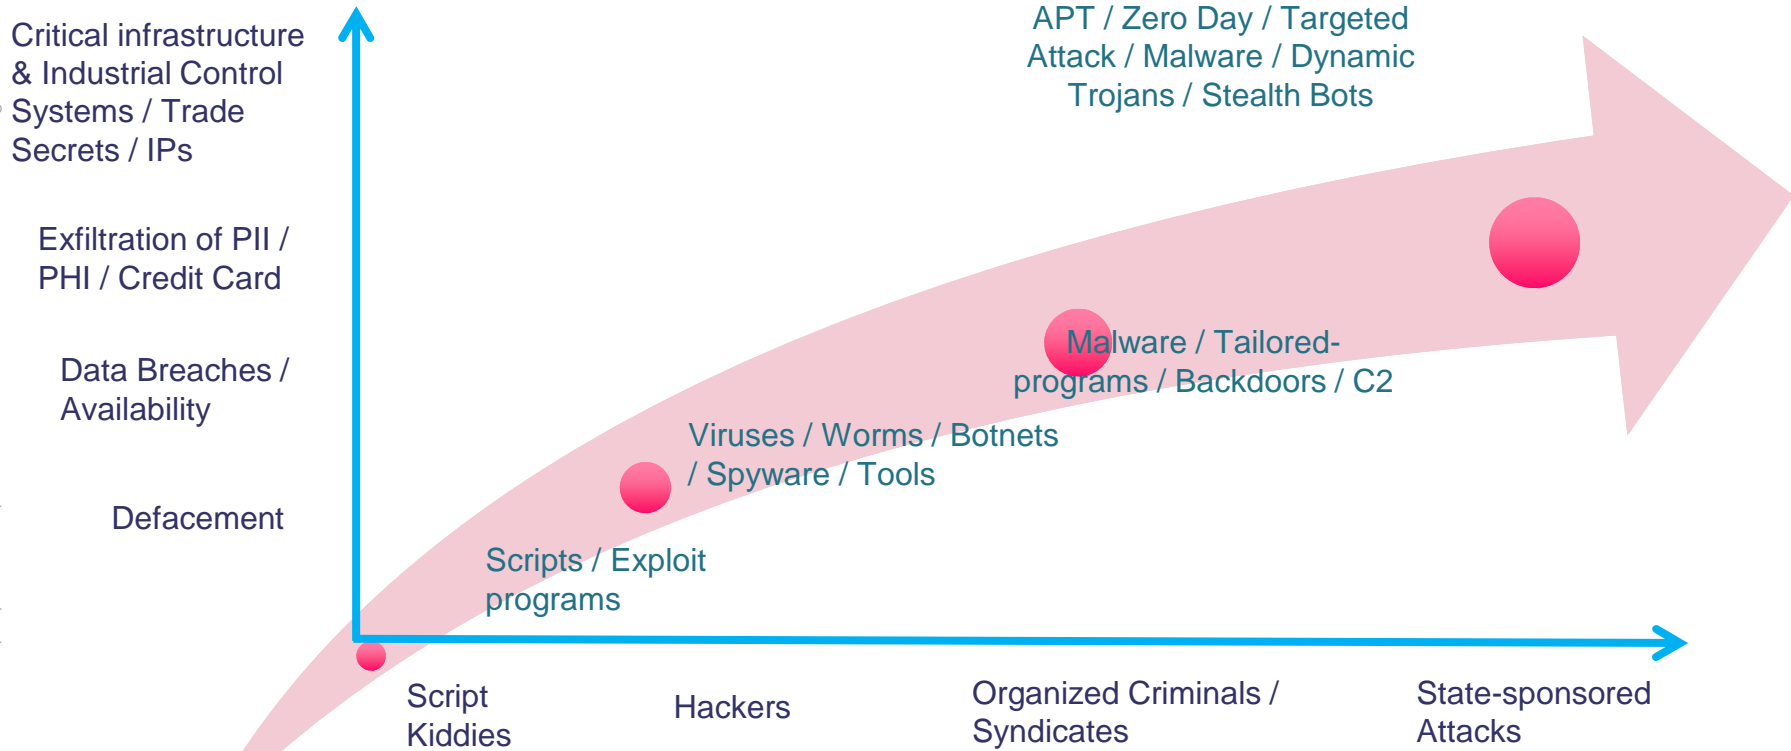 Critical infrastructure
& Industrial Control
Systems / Trade
Secrets / IPs
Exfiltration of PII /
PHI / Credit Card
Data Breaches /
Availability
Defacement
APT / Zero Day / Targeted
Attack / Malware / Dynamic
Trojans / Stealth Bots
Malware / Tailored-
programs / Backdoors / C2
Viruses / Worms / Botnets
/ Spyware / Tools
Scripts / Exploit
programs
Script
Kiddies
Hackers
Organized Criminals /
Syndicates
State-sponsored
Attacks